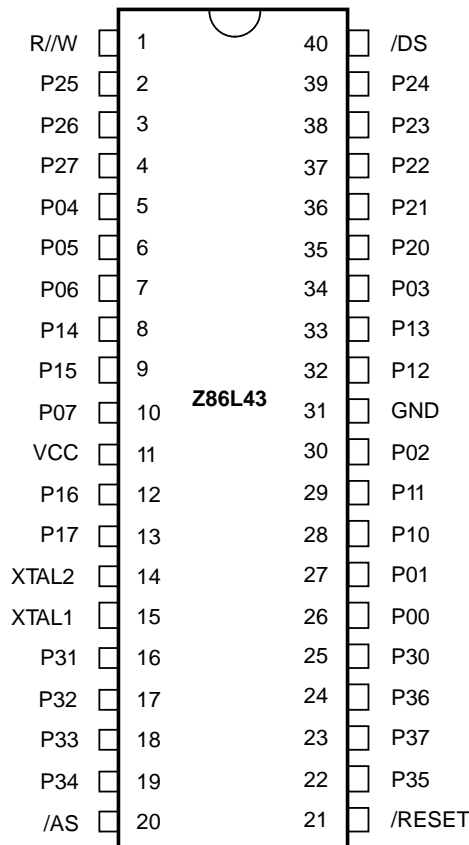 R//W 1 40 /DS
P25 2 39 P24
P26 3 38 P23
P27 4 37 P22
P04 5 36 P21
P05 6 35 P20
P06 7 34 P03
P14 8 33 P13
P15 9 32 P12
Z86L43
P07 10 31 GND
VCC 11 30 P02
P16 12 29 P11
P17 13 28 P10
XTAL2 14 27 P01
XTAL1 15 26 P00
P31 16 25 P30
P32 17 24 P36
P33 18 23 P37
P34 19 22 P35
/AS 20 21 /RESET